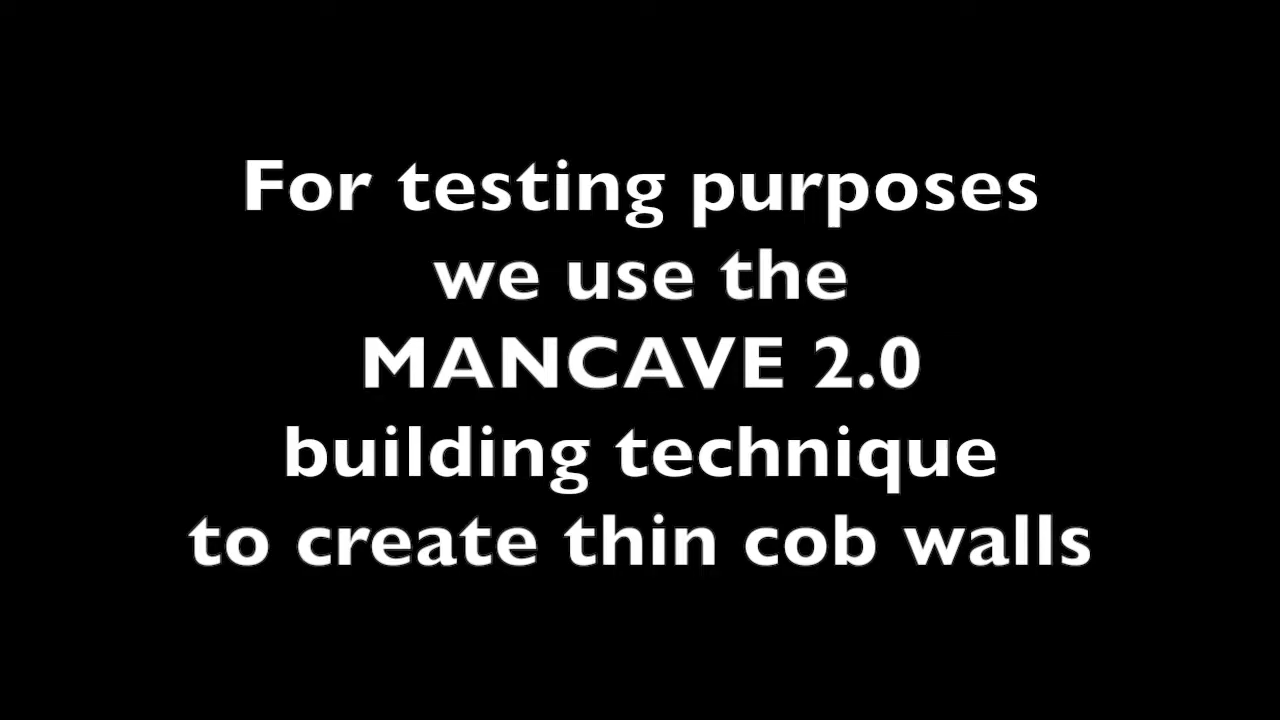 For testing purposes
we use the
MANCAVE 2.0
building technique
to create thin cob walls